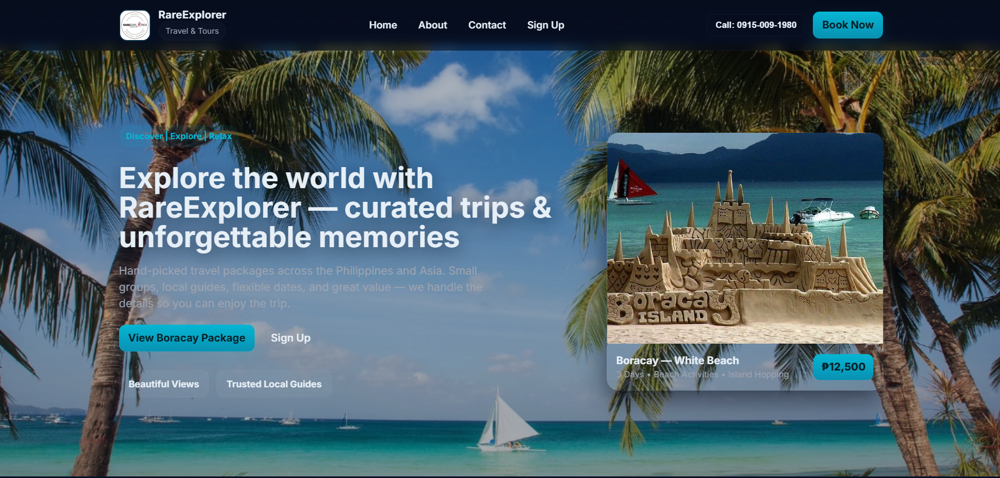 RAREEXPLORER
RareExplorer
Travel & Tours
Home
About
Contact
Sign Up
Call: 0915-009-1980
Book Now
Discover | Explore | Relax
Explore the world with
RareExplorer — curated trips &
unforgettable memories
Hand-picked travel packages across the Philippines and Asia. Small
groups, local guides, flexible dates, and great value — we handle the
details so you can enjoy the trip.
View Boracay Package
Sign Up
Beautiful Views
Trusted Local Guides
Boracay
ISLAND
Boracay — White Beach
3 Days • Beach Activities • Island Hopping
₱12,500